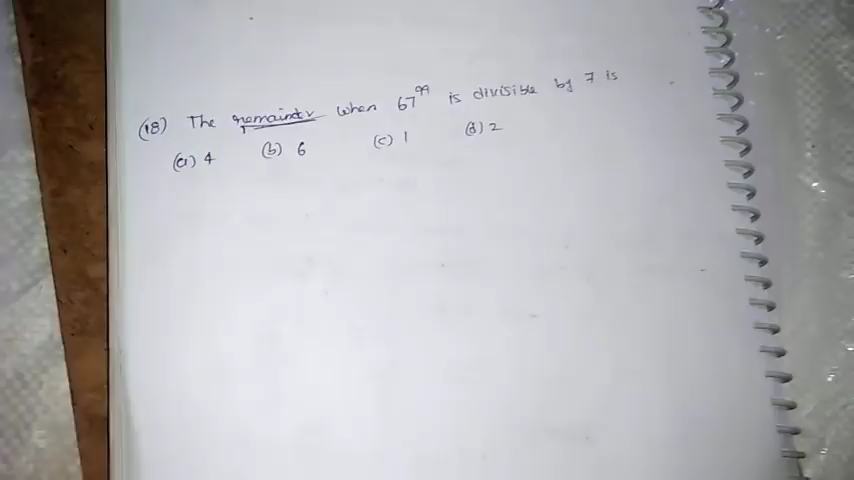 (18) The remainder when 67^99 is divisible by 7 is
(a) 4 (b) 6 (c) 1 (d) 2